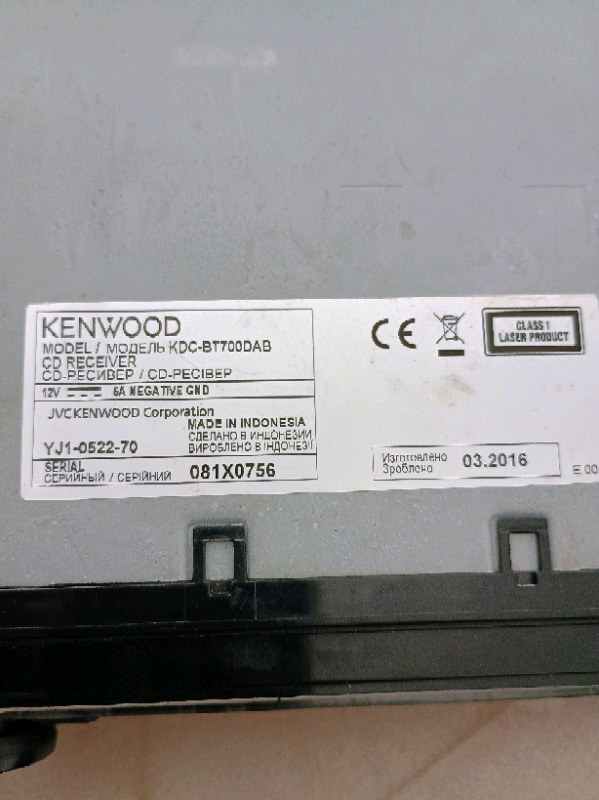 KENWOOD
MODEL / МОДЕЛЬ KDC-BT700DAB
CD RECEIVER
CD-РЕСИВЕР / CD-РЕСІВЕР
12V 6A NEGATIVE GND
JVCKENWOOD Corporation
MADE IN INDONESIA
СДЕЛАНО В ИНДОНЕЗИИ
YJ1-0522-70
ВИРОБЛЕНО В ІНДОНЕЗІЇ
SERIAL
СЕРИЙНЫЙ / СЕРІЙНИЙ 081X0756
CE
CLASS 1
LASER PRODUCT
Изготовлено
Зроблено 03.2016
E 00